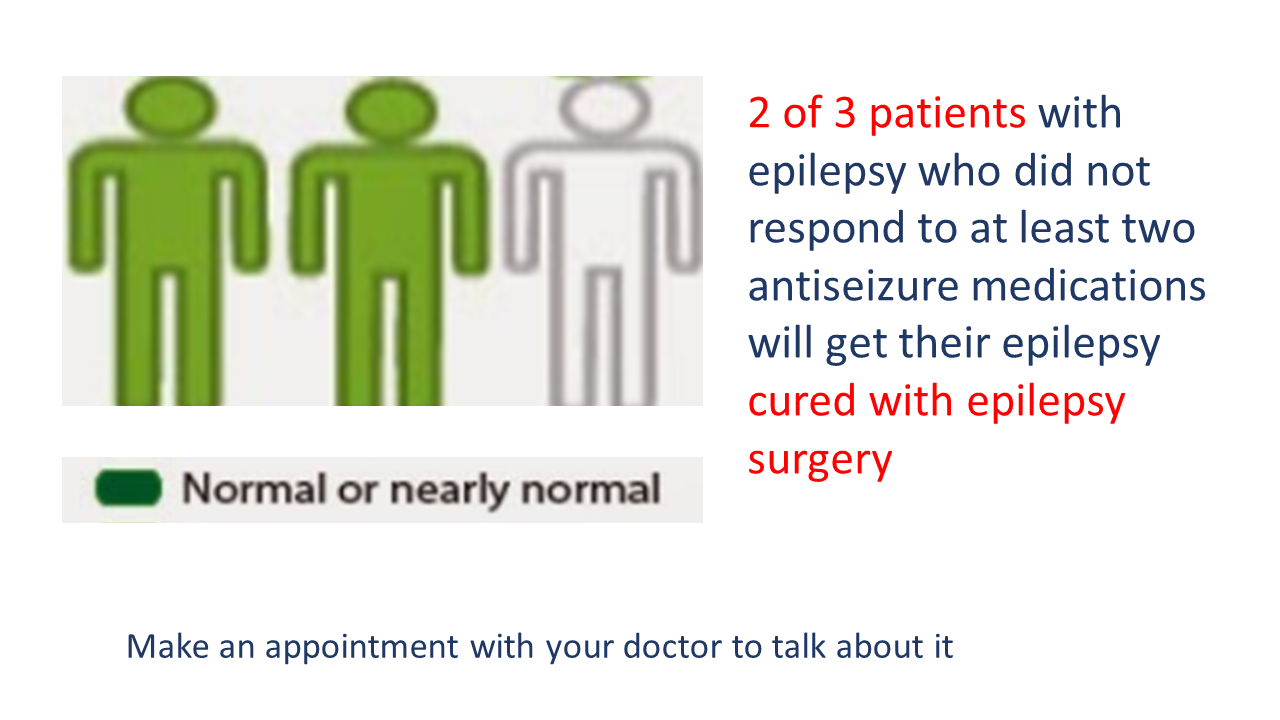 2 of 3 patients with
epilepsy who did not
respond to at least two
antiseizure medications
will get their epilepsy
cured with epilepsy
surgery
Normal or nearly normal
Make an appointment with your doctor to talk about it